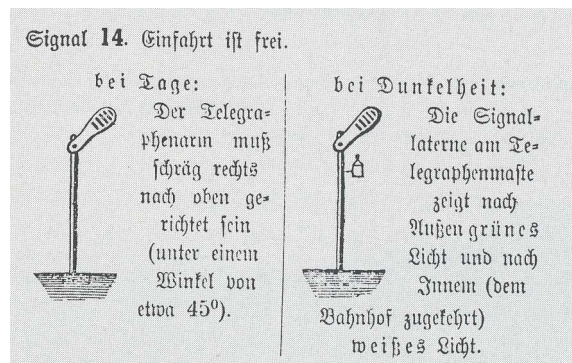 Signal 14. Einfahrt ist frei.
bei Tage:
Der Telegra=
phenarm muß
schräg rechts
nach oben ge=
richtet sein
(unter einem
Winkel von
etwa 45⁰).
bei Dunkelheit:
Die Signal=
laterne am Te=
legraphenmaste
zeigt nach
Außen grünes
Licht und nach
Innem (dem
Bahnhof zugekehrt)
weißes Licht.